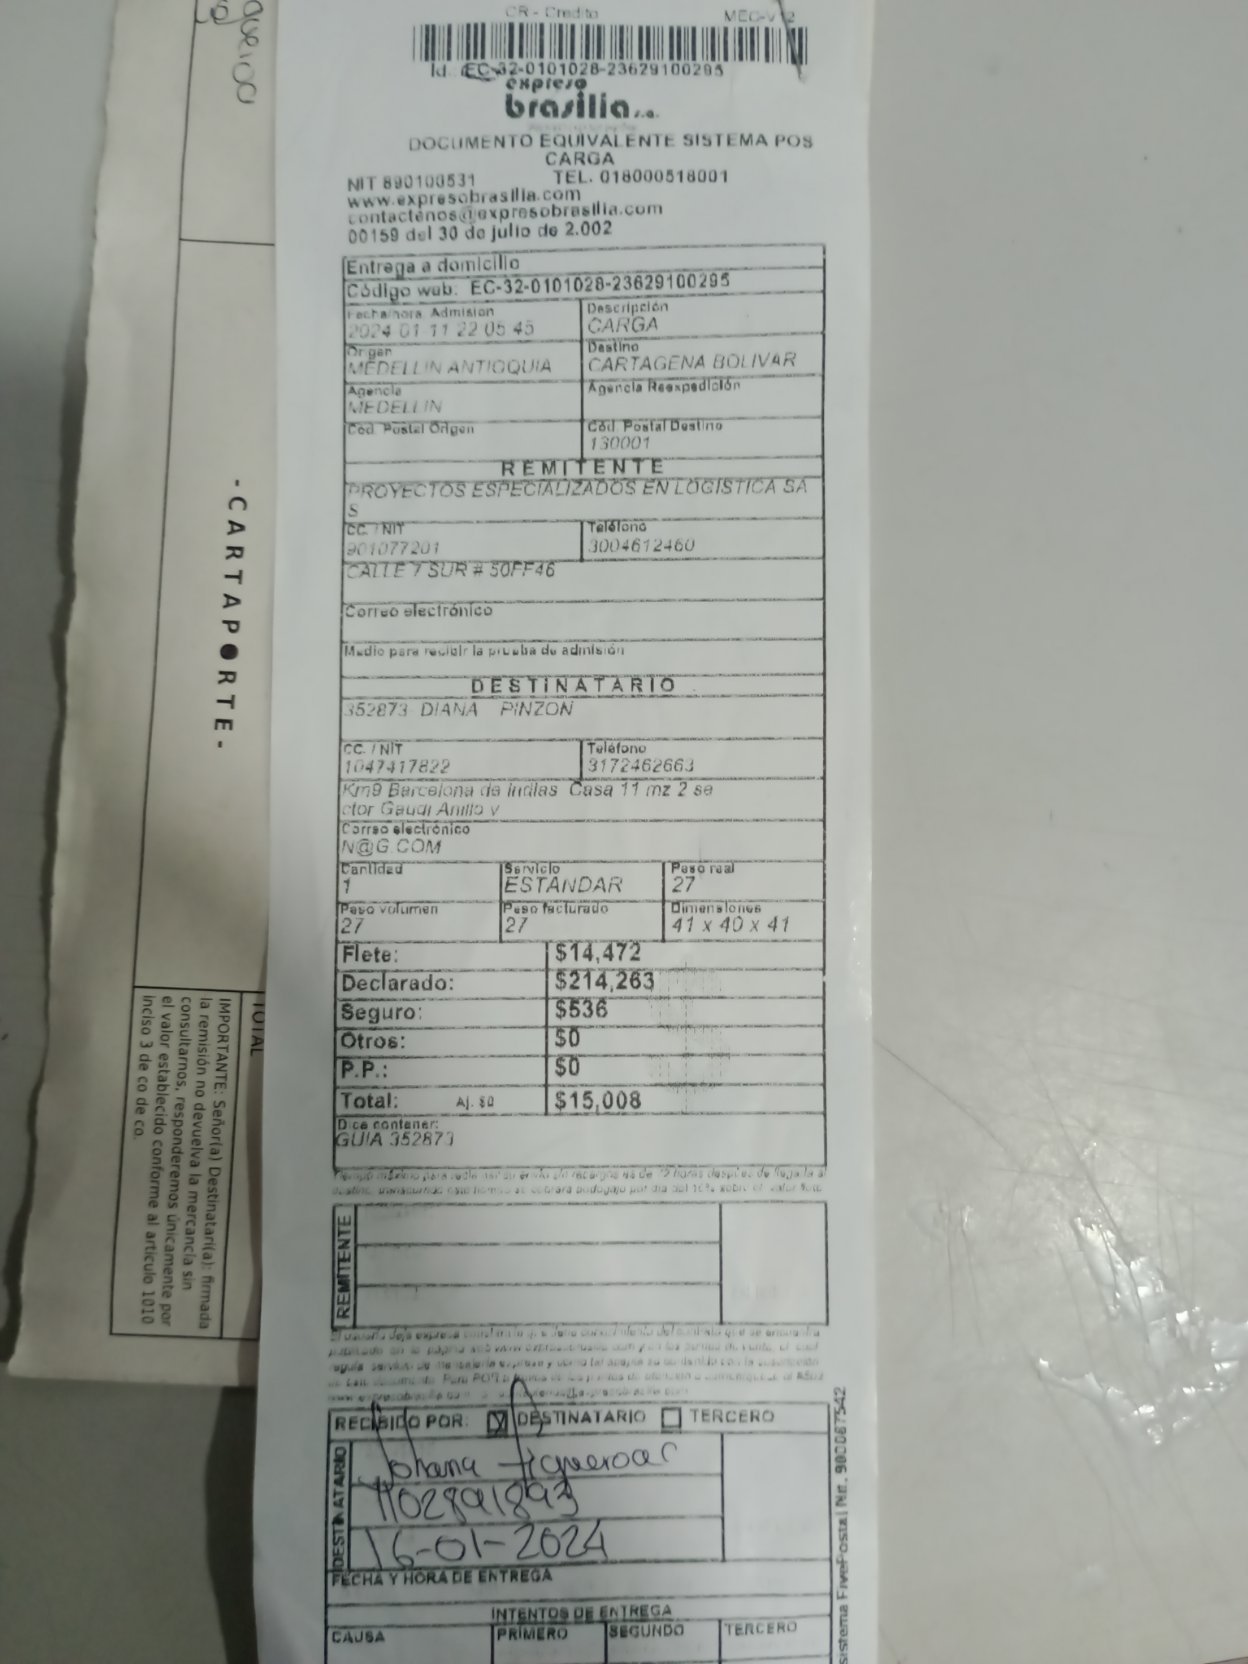 CR - Credito MEC-V12
Id. EC-32-0101028-23629100295
expreso
brasilia s.a.
DOCUMENTO EQUIVALENTE SISTEMA POS
CARGA
NIT 890100531 TEL. 018000518001
www.expresobrasilia.com
contactenos@expresobrasilia.com
00159 del 30 de julio de 2.002
Entrega a domicilio
Código web: EC-32-0101028-23629100295
Fecha/hora Admision Descripción
2024 01 11 22 05 45 CARGA
Origen Destino
MEDELLIN ANTIOQUIA CARTAGENA BOLIVAR
Agencia Agencia Reexpedición
MEDELLIN
Cód. Postal Origen Cód. Postal Destino
130001
REMITENTE
PROYECTOS ESPECIALIZADOS EN LOGISTICA SA
S
CC. / NIT Teléfono
901077201 3004612460
CALLE 7 SUR # 50FF46
Correo electrónico
Medio para recibir la prueba de admisión
DESTINATARIO
352873 DIANA PINZON
CC. / NIT Teléfono
1047417822 3172462663
Km9 Barcelona de Indias Casa 11 mz 2 se
ctor Gaudi Anillo v
Correo electrónico
N@G.COM
Cantidad Servicio Peso real
1 ESTANDAR 27
Peso volumen Peso facturado Dimensiones
27 27 41 x 40 x 41
Flete: $14,472
Declarado: $214,263
Seguro: $536
Otros: $0
P.P.: $0
Total: Aj. $0 $15,008
Dice contener:
GUIA 352873
REMITENTE
RECIBIDO POR: DESTINATARIO TERCERO
DESTINATARIO
Johana Figueroa
1102891893
16-01-2024
FECHA Y HORA DE ENTREGA
INTENTOS DE ENTREGA
CAUSA PRIMERO SEGUNDO TERCERO
Sistema FivePostal Nit. 900087542
- CARTAPORTE -
TOTAL
IMPORTANTE: Señor(a) Destinatari(a): firmada
la remisión no devuelva la mercancía sin
consultarnos, responderemos únicamente por
el valor establecido conforme al artículo 1010
inciso 3 de co de co.